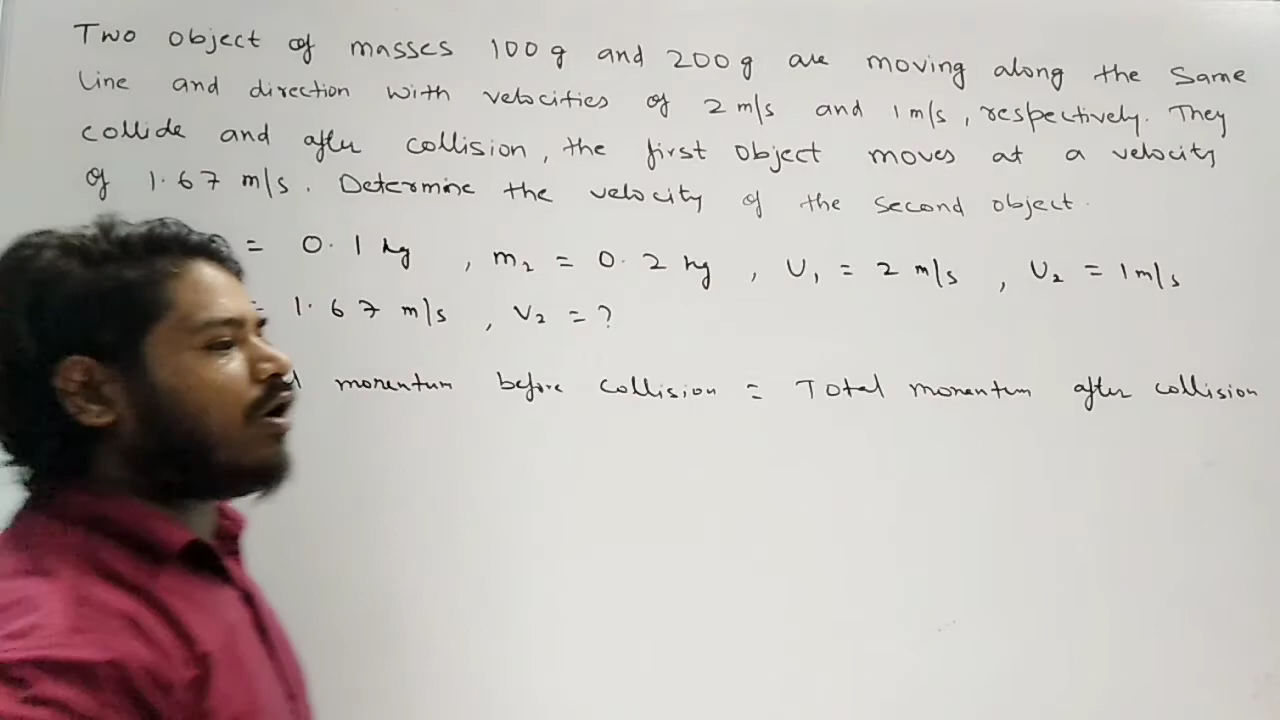 Two object of masses 100 g and 200 g are moving along the same
line and direction with velocities of 2 m/s and 1 m/s, respectively. They
collide and after collision, the first object moves at a velocity
of 1.67 m/s. Determine the velocity of the second object.
= 0.1 kg, m₂ = 0.2 kg, U₁ = 2 m/s, U₂ = 1 m/s
= 1.67 m/s, V₂ = ?
momentum before collision = Total momentum after collision